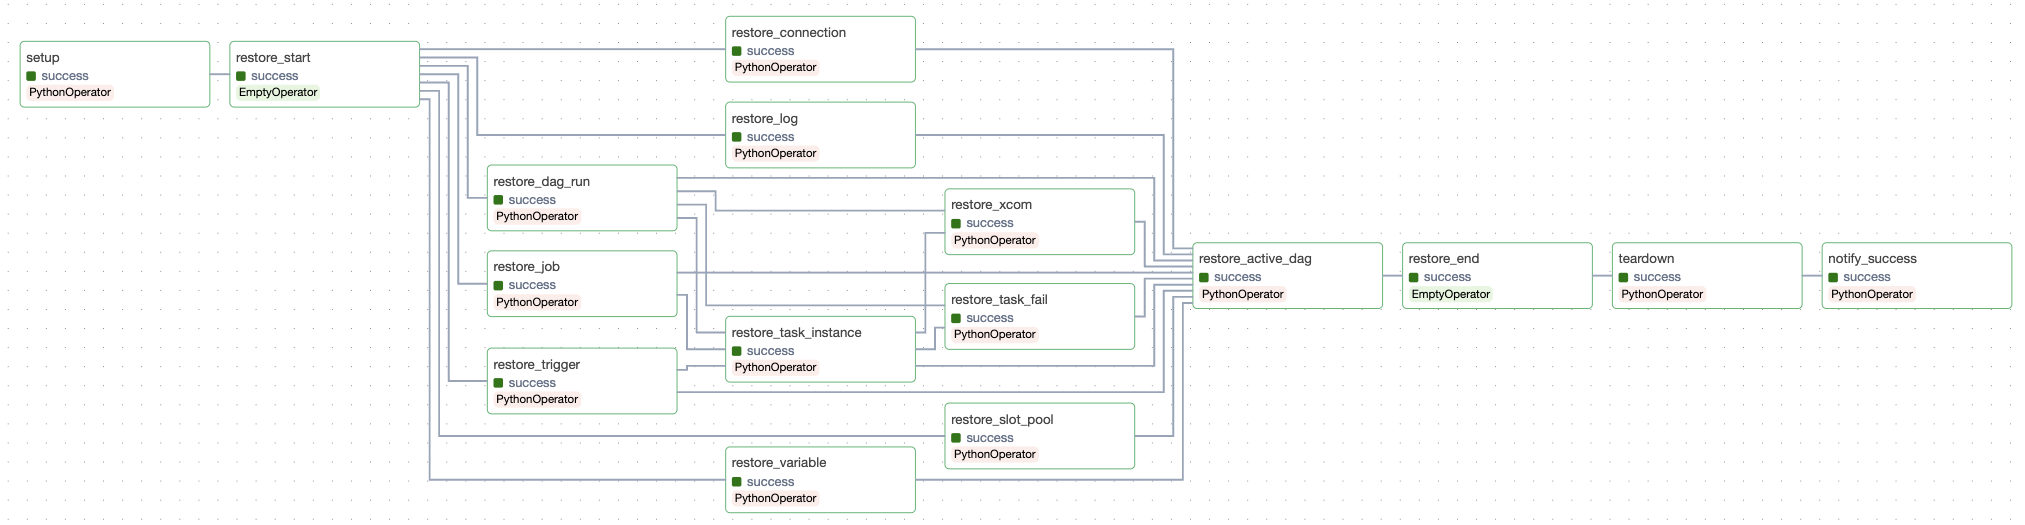 setup
success
PythonOperator
restore_start
success
EmptyOperator
restore_connection
success
PythonOperator
restore_log
success
PythonOperator
restore_dag_run
success
PythonOperator
restore_job
success
PythonOperator
restore_trigger
success
PythonOperator
restore_task_instance
success
PythonOperator
restore_variable
success
PythonOperator
restore_xcom
success
PythonOperator
restore_task_fail
success
PythonOperator
restore_slot_pool
success
PythonOperator
restore_active_dag
success
PythonOperator
restore_end
success
EmptyOperator
teardown
success
PythonOperator
notify_success
success
PythonOperator